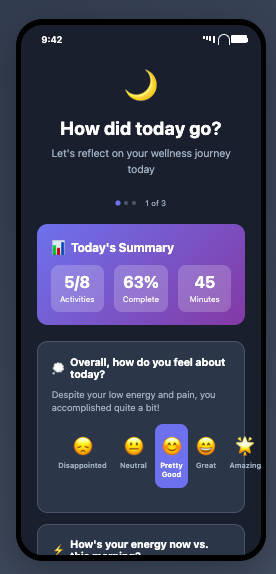 9:42
How did today go?
Let's reflect on your wellness journey
today
1 of 3
Today's Summary
5/8
63%
45
Activities
Complete
Minutes
Overall, how do you feel about
today?
Despite your low energy and pain, you
accomplished quite a bit!
Disappointed
Neutral
Pretty
Good
Great
Amazing
How's your energy now vs.
this morning?